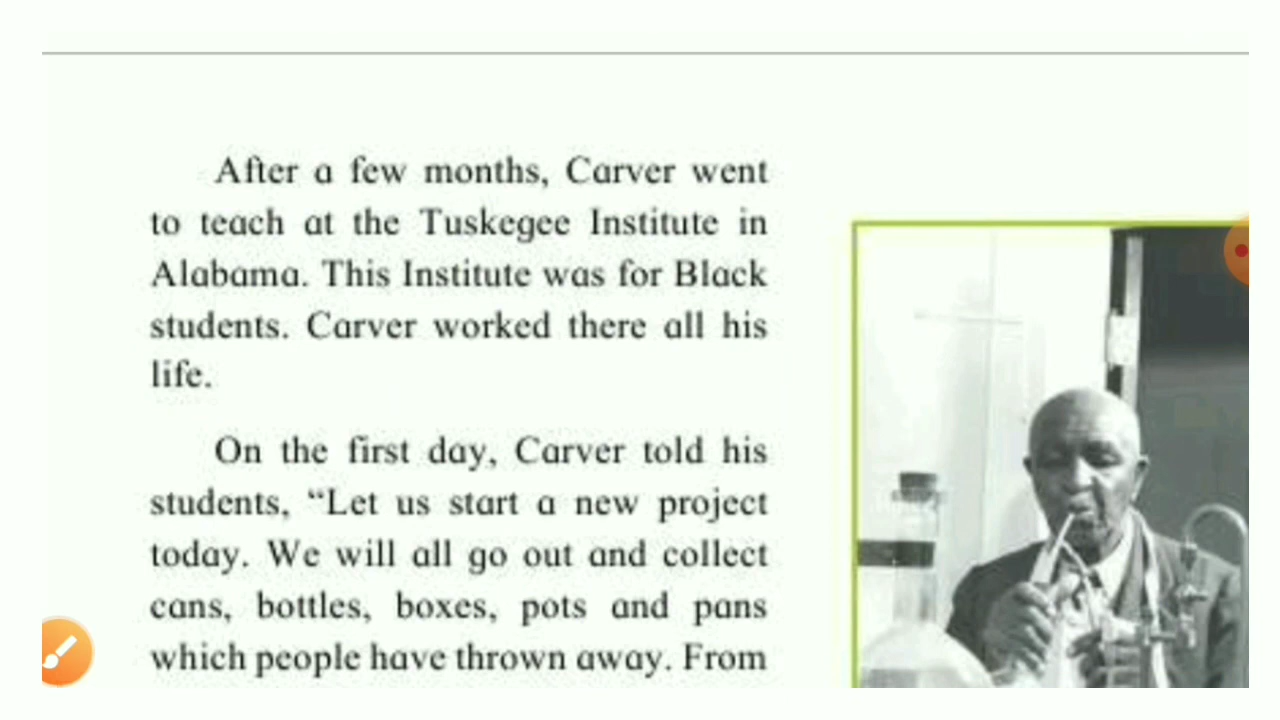 After a few months, Carver went
to teach at the Tuskegee Institute in
Alabama. This Institute was for Black
students. Carver worked there all his
life.
On the first day, Carver told his
students, “Let us start a new project
today. We will all go out and collect
cans, bottles, boxes, pots and pans
which people have thrown away. From